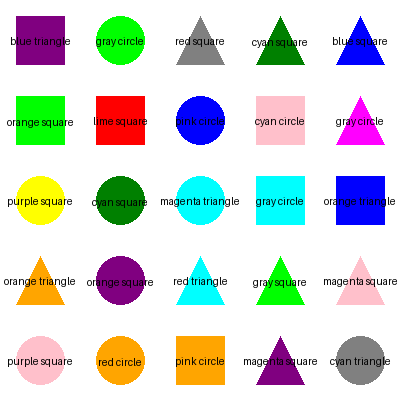 blue triangle gray circle red square cyan square blue square
orange square lime square pink circle cyan circle gray circle
purple square cyan square magenta triangle gray circle orange triangle
orange triangle orange square red triangle gray square magenta square
purple square red circle pink circle magenta square cyan triangle